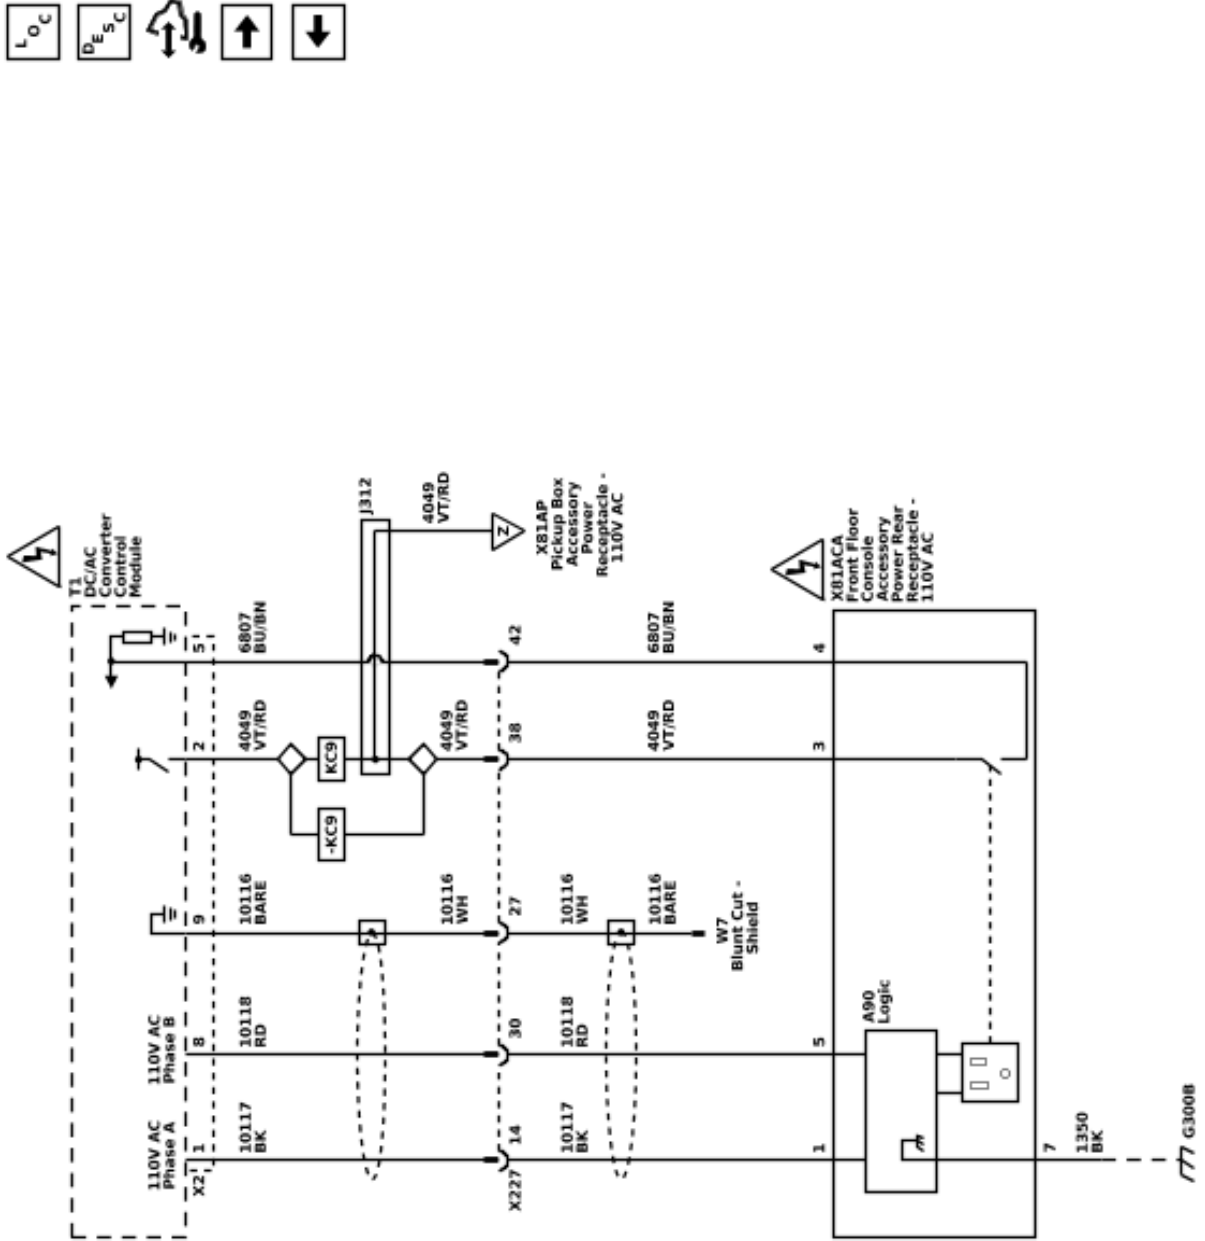 LOC
DESC
T1
DC/AC
Converter
Control
Module
110V AC
Phase A
110V AC
Phase B
X2
1
8
9
2
5
10117
BK
10118
RD
10116
BARE
4049
VT/RD
6807
BU/BN
KC9
-KC9
J312
4049
VT/RD
Z
X81AP
Pickup Box
Accessory
Power
Receptacle -
110V AC
10116
WH
4049
VT/RD
X227
14
30
27
38
42
10117
BK
10118
RD
10116
WH
10116
BARE
4049
VT/RD
6807
BU/BN
W7
Blunt Cut -
Shield
X81ACA
Front Floor
Console
Accessory
Power Rear
Receptacle -
110V AC
1
5
3
4
A90
Logic
7
1350
BK
G300B